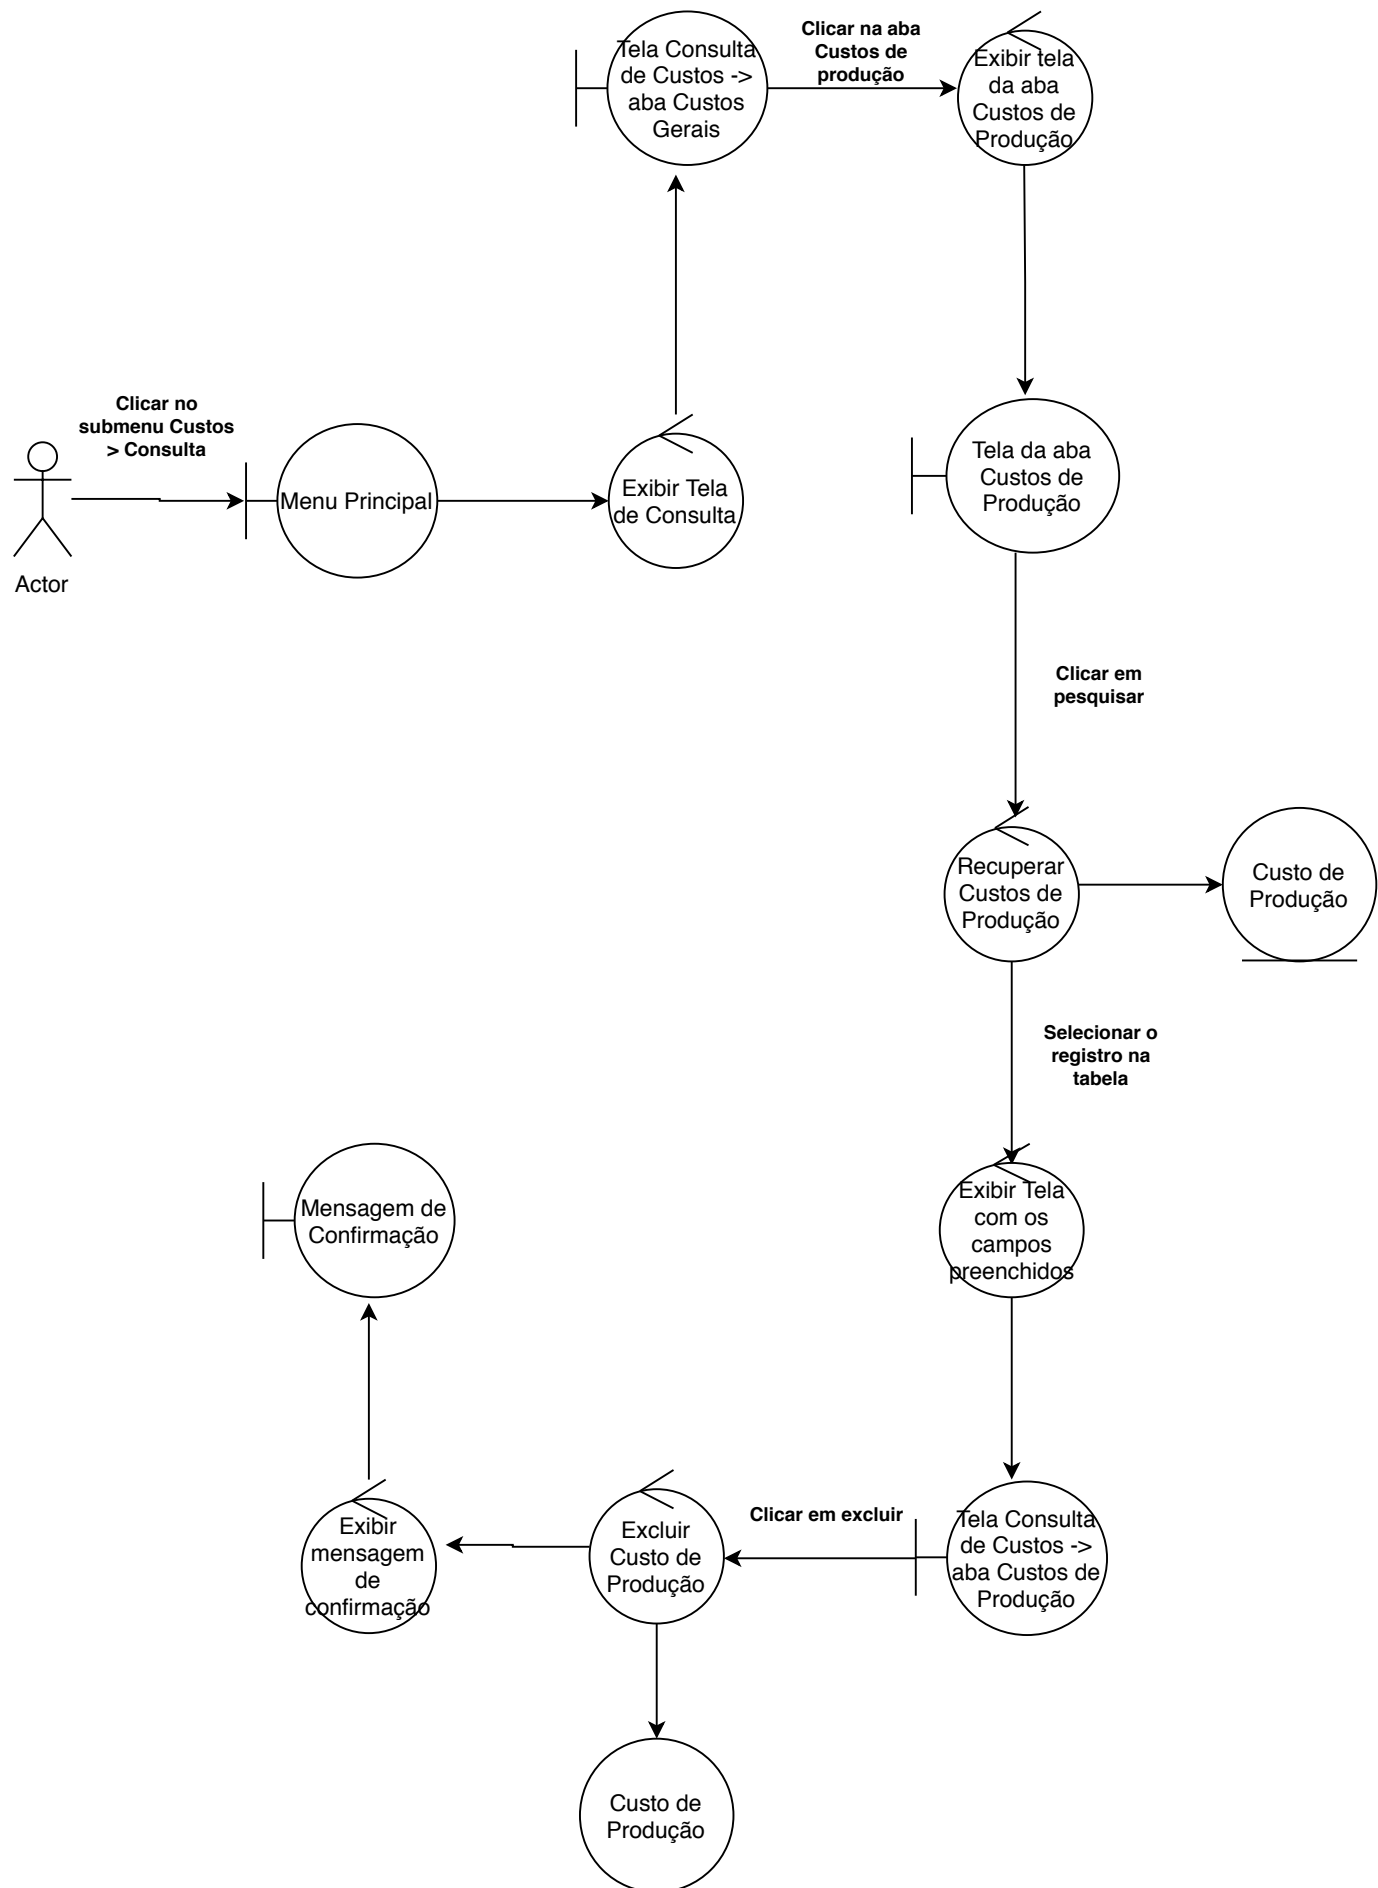 Tela Consulta
de Custos ->
aba Custos
Gerais
Clicar na aba
Custos de
produção
Exibir tela
da aba
Custos de
Produção
Clicar no
submenu Custos
> Consulta
Actor
Menu Principal
Exibir Tela
de Consulta
Tela da aba
Custos de
Produção
Clicar em
pesquisar
Recuperar
Custos de
Produção
Custo de
Produção
Selecionar o
registro na
tabela
Exibir Tela
com os
campos
preenchidos
Mensagem de
Confirmação
Tela Consulta
de Custos ->
aba Custos de
Produção
Clicar em excluir
Excluir
Custo de
Produção
Exibir
mensagem
de
confirmação
Custo de
Produção